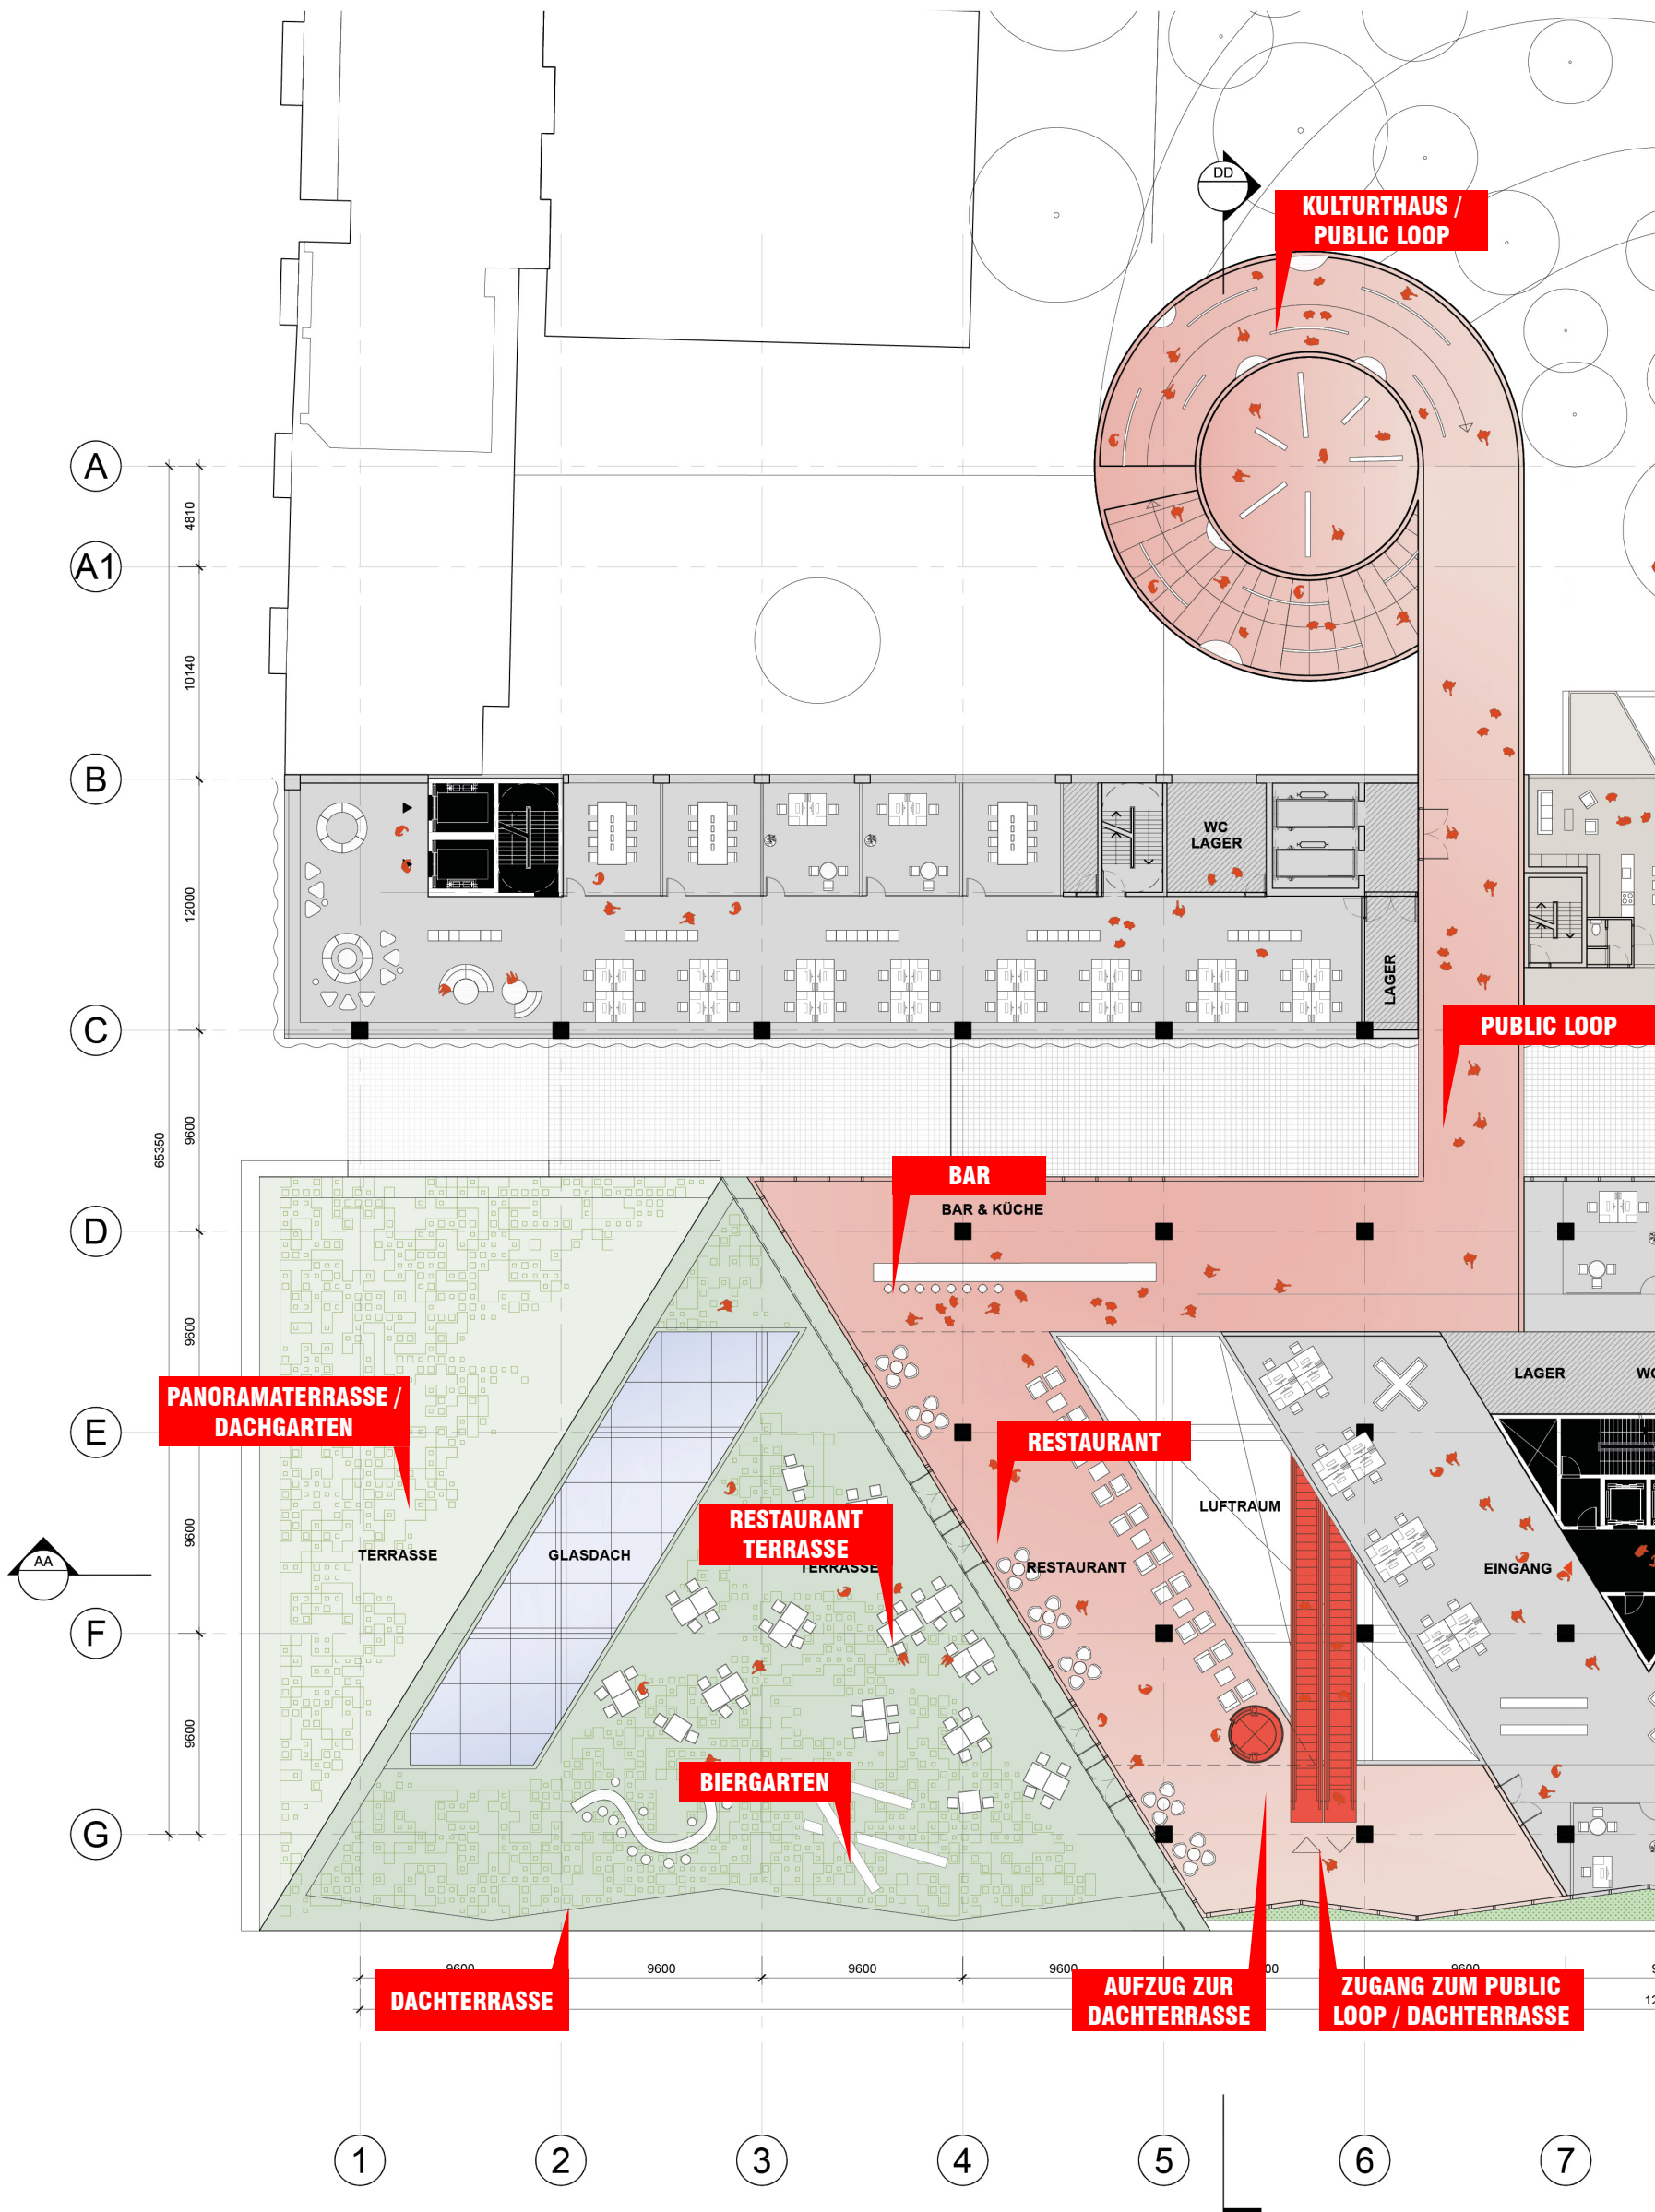 DD
KULTURTHAUS /
PUBLIC LOOP
A
4810
A1
10140
B
WC
LAGER
12000
LAGER
C
PUBLIC LOOP
9600
65350
BAR
BAR & KÜCHE
D
9600
LAGER
PANORAMATERRASSE /
DACHGARTEN
E
RESTAURANT
LUFTRAUM
RESTAURANT
TERRASSE
9600
AA
TERRASSE
GLASDACH
TERRASSE
RESTAURANT
EINGANG
F
9600
BIERGARTEN
G
9600
9600
9600
9600
9600
DACHTERRASSE
AUFZUG ZUR
DACHTERRASSE
ZUGANG ZUM PUBLIC
LOOP / DACHTERRASSE
1
2
3
4
5
6
7